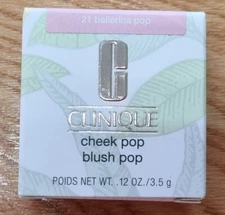 21 ballerina pop
CLINIQUE
cheek pop
blush pop
POIDS NET WT. .12 OZ./3.5 g